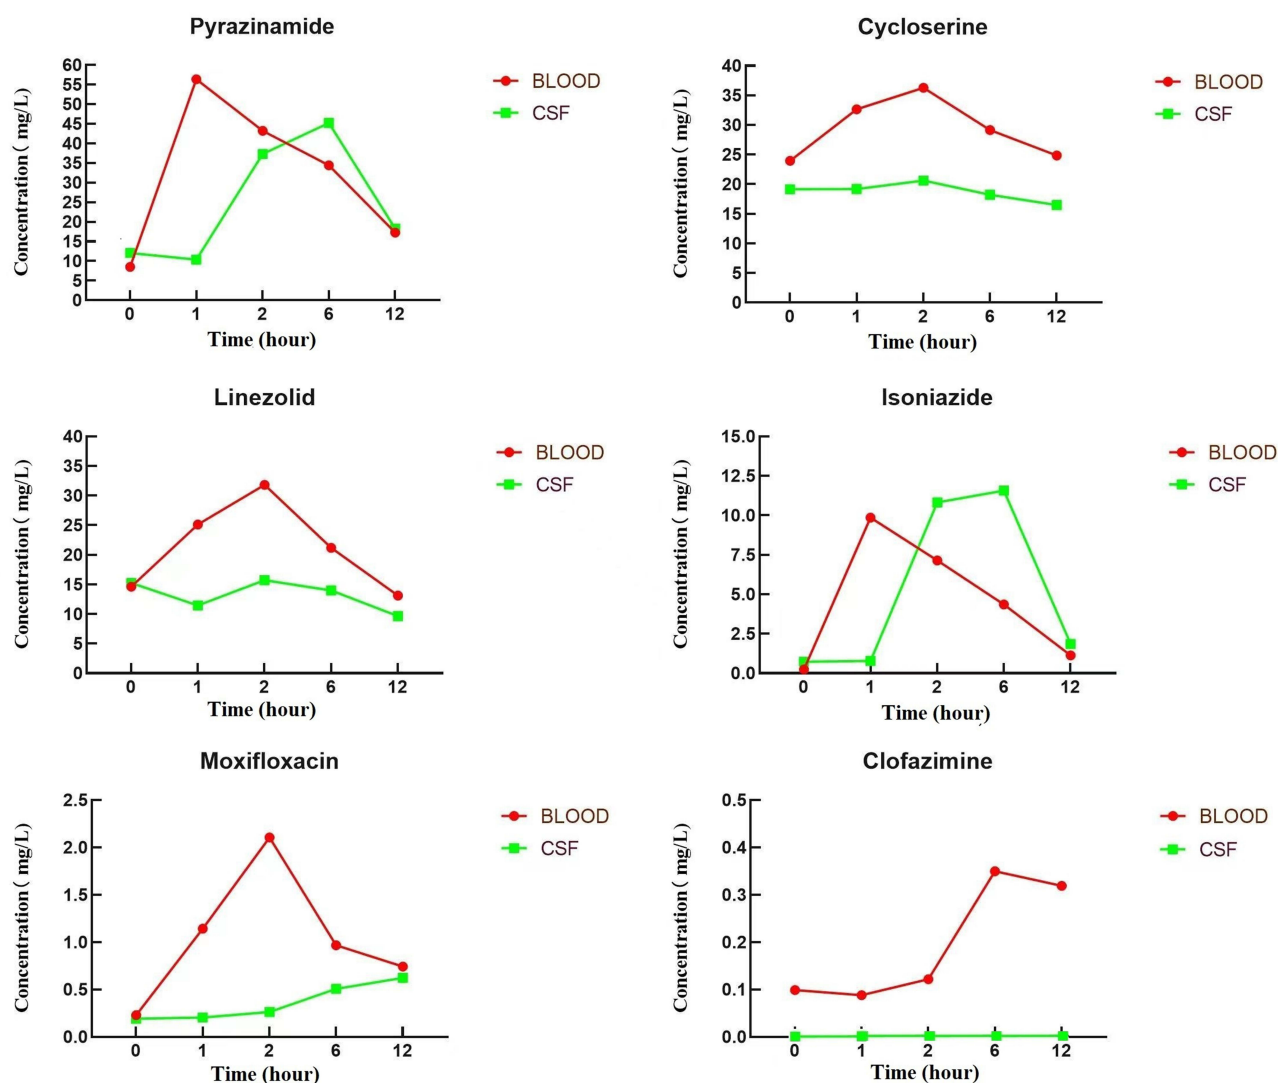 Pyrazinamide
60
55
50
45
40
35
30
25
20
15
10
5
0
Concentration( mg/L)
0 1 2 6 12
Time (hour)
BLOOD
CSF
Cycloserine
40
35
30
25
20
15
10
5
0
Concentration( mg/L)
0 1 2 6 12
Time (hour)
BLOOD
CSF
Linezolid
40
35
30
25
20
15
10
5
0
Concentration( mg/L)
0 1 2 6 12
Time (hour)
BLOOD
CSF
Isoniazide
15.0
12.5
10.0
7.5
5.0
2.5
0.0
Concentration( mg/L)
0 1 2 6 12
Time (hour)
BLOOD
CSF
Moxifloxacin
2.5
2.0
1.5
1.0
0.5
0.0
Concentration( mg/L)
0 1 2 6 12
Time (hour)
BLOOD
CSF
Clofazimine
0.5
0.4
0.3
0.2
0.1
0.0
Concentration( mg/L)
0 1 2 6 12
Time (hour)
BLOOD
CSF